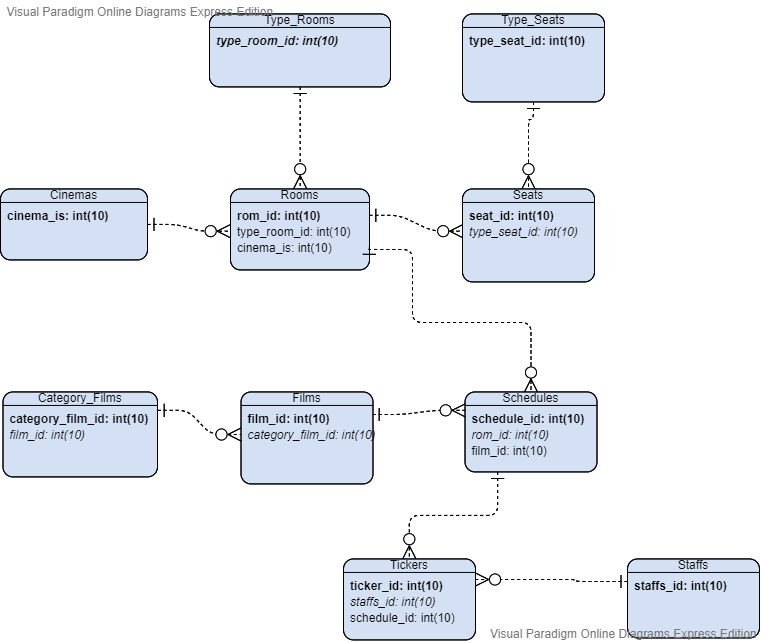 Visual Paradigm Online Diagrams Express Edition
Type_Rooms
type_room_id: int(10)
Type_Seats
type_seat_id: int(10)
Cinemas
cinema_is: int(10)
Rooms
rom_id: int(10)
type_room_id: int(10)
cinema_is: int(10)
Seats
seat_id: int(10)
type_seat_id: int(10)
Category_Films
category_film_id: int(10)
film_id: int(10)
Films
film_id: int(10)
category_film_id: int(10)
Schedules
schedule_id: int(10)
rom_id: int(10)
film_id: int(10)
Tickers
ticker_id: int(10)
staffs_id: int(10)
schedule_id: int(10)
Staffs
staffs_id: int(10)
Visual Paradigm Online Diagrams Express Edition